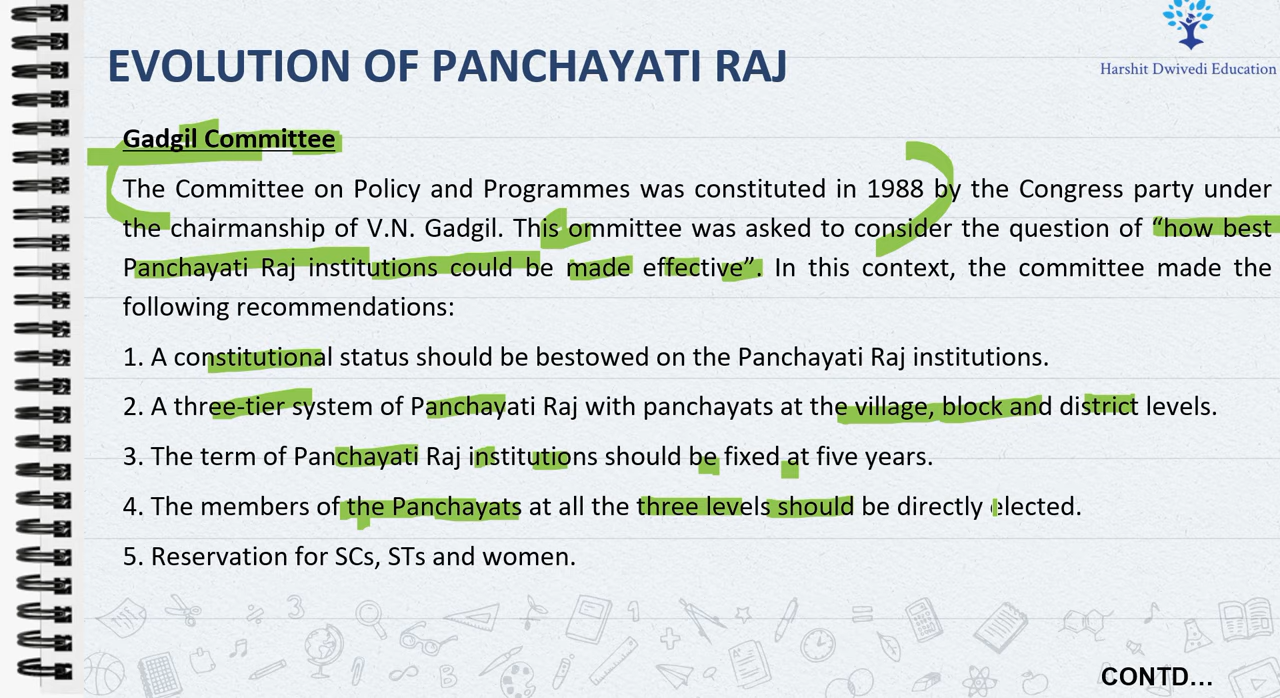 Harshit Dwivedi Education
EVOLUTION OF PANCHAYATI RAJ
Gadgil Committee
The Committee on Policy and Programmes was constituted in 1988 by the Congress party under
the chairmanship of V.N. Gadgil. This ommittee was asked to consider the question of “how best
Panchayati Raj institutions could be made effective”. In this context, the committee made the
following recommendations:
1. A constitutional status should be bestowed on the Panchayati Raj institutions.
2. A three-tier system of Panchayati Raj with panchayats at the village, block and district levels.
3. The term of Panchayati Raj institutions should be fixed at five years.
4. The members of the Panchayats at all the three levels should be directly elected.
5. Reservation for SCs, STs and women.
CONTD...